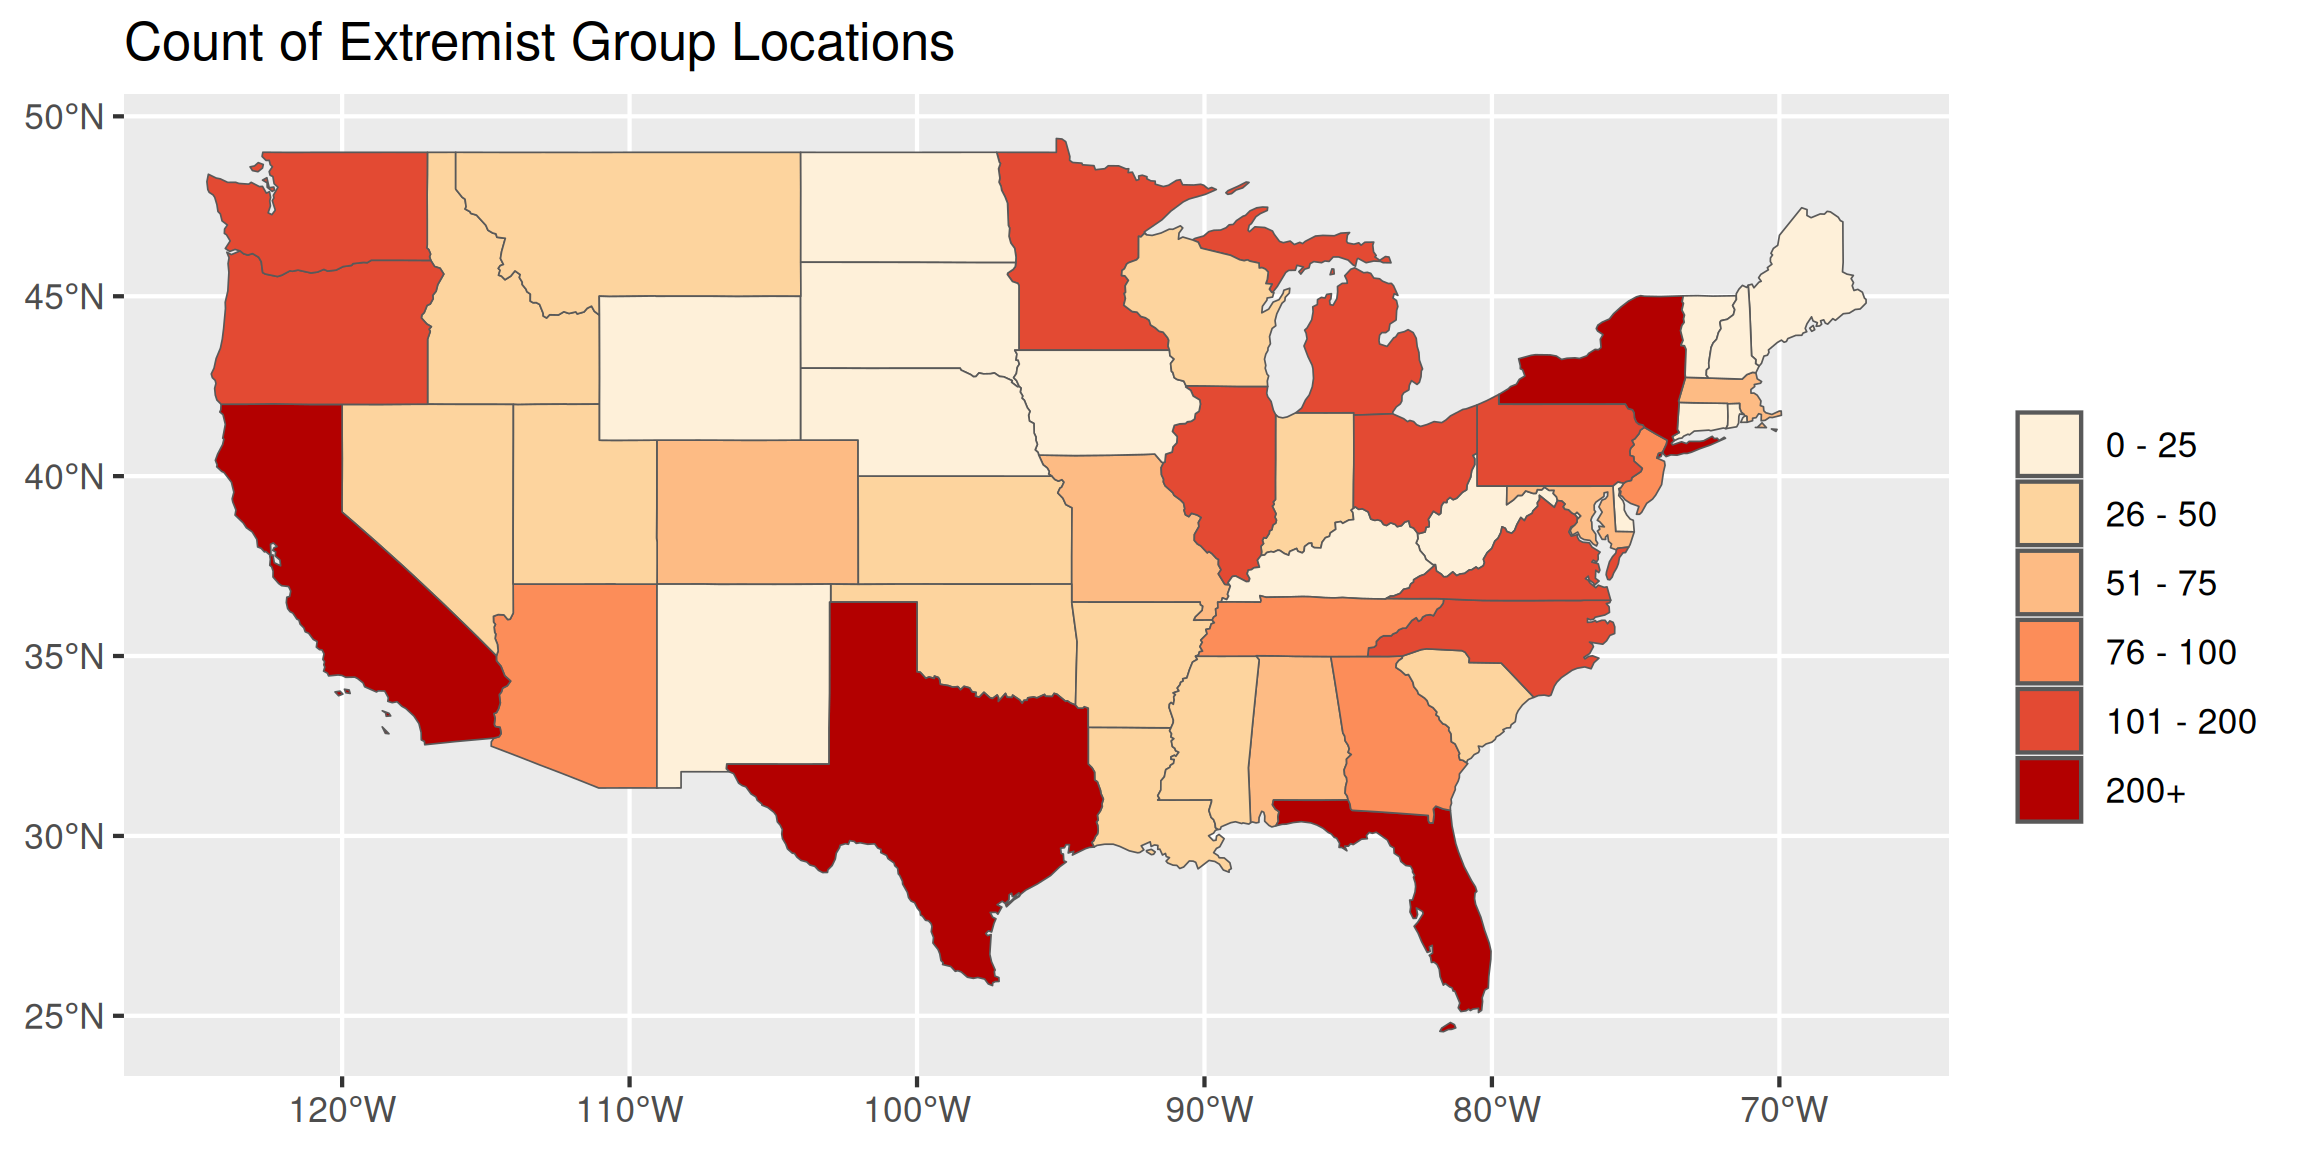 Count of Extremist Group Locations
50°N
45°N
40°N
35°N
30°N
25°N
120°W 110°W 100°W 90°W 80°W 70°W
0 - 25
26 - 50
51 - 75
76 - 100
101 - 200
200+